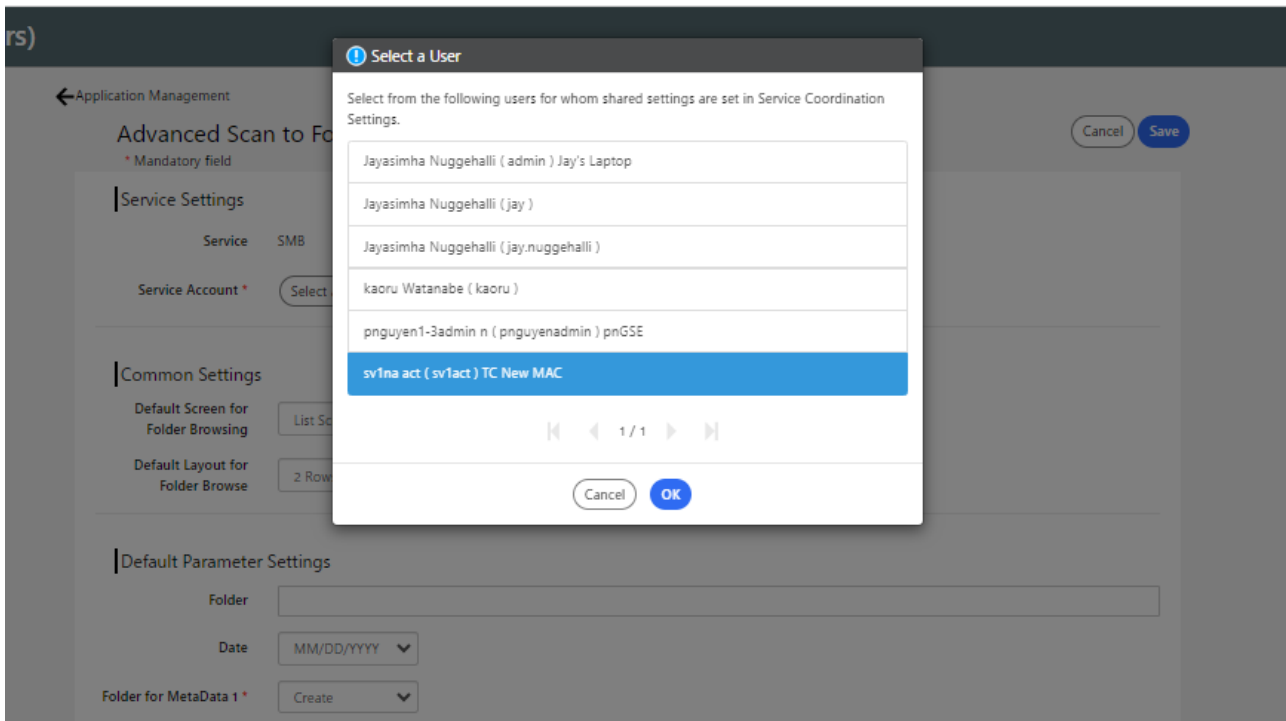 rs)
Select a User
Application Management
Select from the following users for whom shared settings are set in Service Coordination
Settings.
Advanced Scan to Fo
Cancel Save
* Mandatory field
Jayasimha Nuggehalli ( admin ) Jay's Laptop
Service Settings
Jayasimha Nuggehalli ( jay )
Service SMB
Jayasimha Nuggehalli ( jay.nuggehalli )
Service Account * Select
kaoru Watanabe ( kaoru )
pnguyen1-3admin n ( pnguyenadmin ) pnGSE
Common Settings
sv1na act ( sv1act ) TC New MAC
Default Screen for
Folder Browsing
List Sc
1 / 1
Default Layout for
Folder Browse
2 Row
Cancel OK
Default Parameter Settings
Folder
Date MM/DD/YYYY
Folder for MetaData 1 * Create